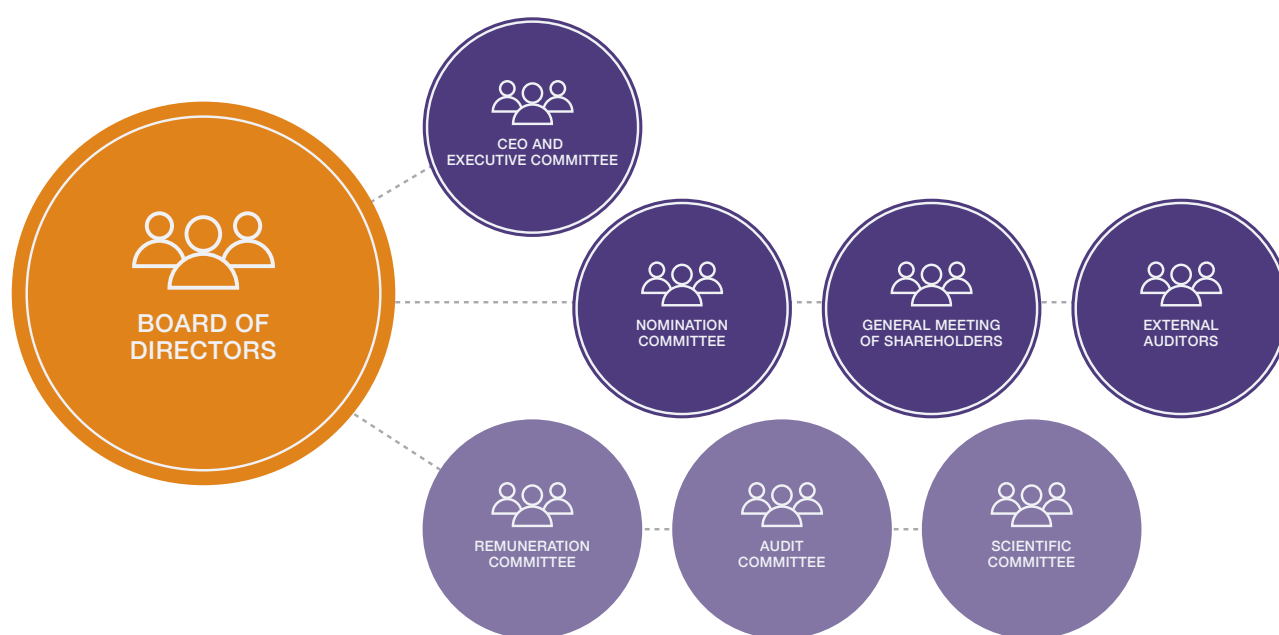 CEO AND
EXECUTIVE COMMITTEE
BOARD OF
DIRECTORS
NOMINATION
COMMITTEE
GENERAL MEETING
OF SHAREHOLDERS
EXTERNAL
AUDITORS
REMUNERATION
COMMITTEE
AUDIT
COMMITTEE
SCIENTIFIC
COMMITTEE